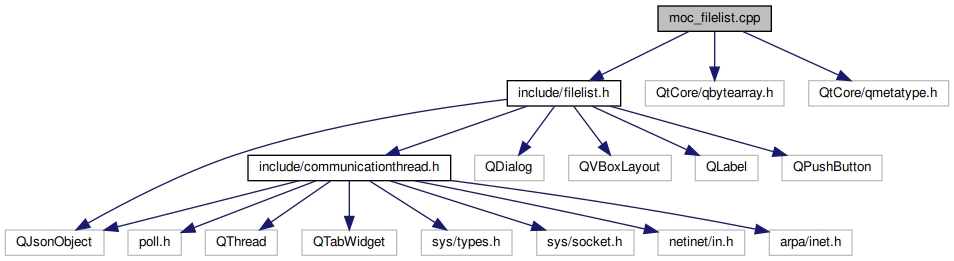 moc_filelist.cpp
include/filelist.h
QtCore/qbytearray.h
QtCore/qmetatype.h
include/communicationthread.h
QDialog
QVBoxLayout
QLabel
QPushButton
QJsonObject
poll.h
QThread
QTabWidget
sys/types.h
sys/socket.h
netinet/in.h
arpa/inet.h